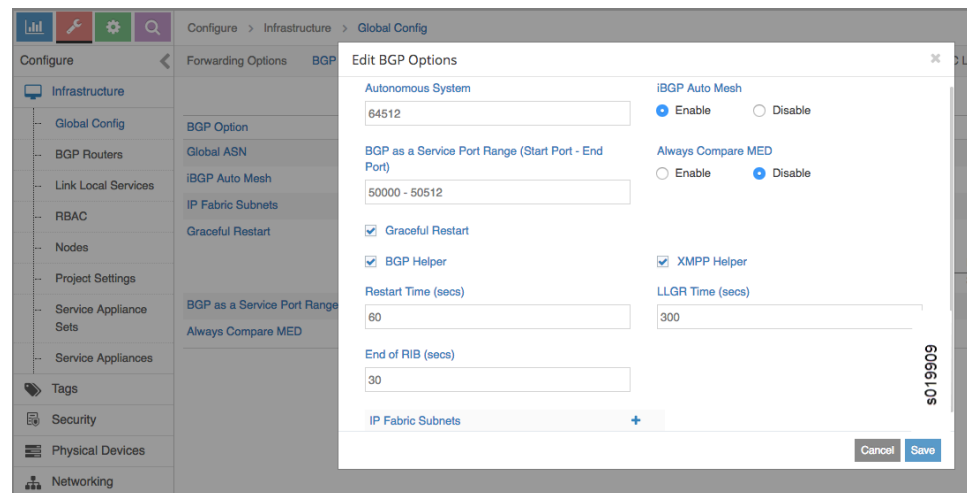 Configure > Infrastructure > Global Config
Configure
Forwarding Options
BGP
Infrastructure
Global Config
BGP Routers
Link Local Services
RBAC
Nodes
Project Settings
Service Appliance
Sets
Service Appliances
Tags
Security
Physical Devices
Networking
BGP Option
Global ASN
iBGP Auto Mesh
IP Fabric Subnets
Graceful Restart
BGP as a Service Port Range
Always Compare MED
Edit BGP Options
Autonomous System
64512
iBGP Auto Mesh
Enable Disable
BGP as a Service Port Range (Start Port - End
Port)
50000 - 50512
Always Compare MED
Enable Disable
Graceful Restart
BGP Helper
XMPP Helper
Restart Time (secs)
60
LLGR Time (secs)
300
End of RIB (secs)
30
IP Fabric Subnets +
Cancel Save
s019909